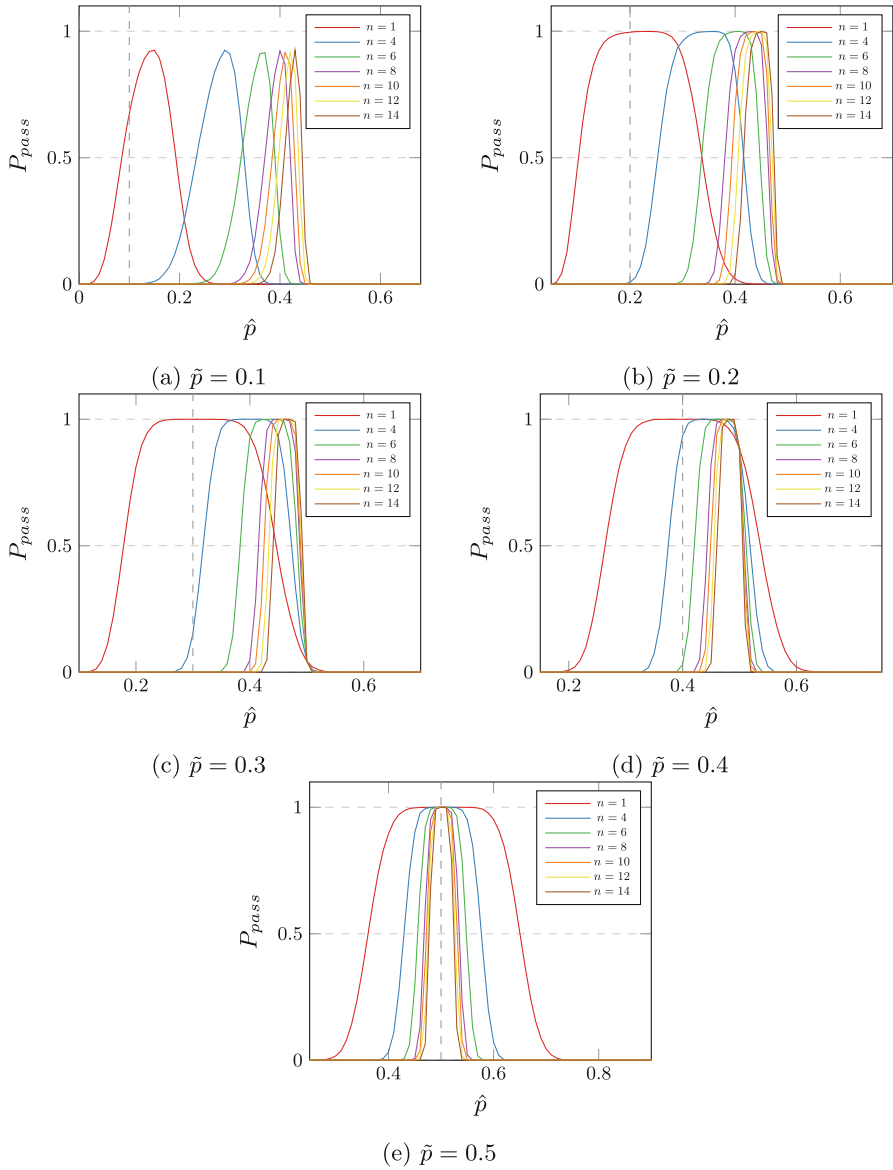 1
0.5
0
P_{pass}
n = 1
n = 4
n = 6
n = 8
n = 10
n = 12
n = 14
0 0.2 0.4 0.6
p̂
(a) p̃ = 0.1
1
0.5
0
P_{pass}
n = 1
n = 4
n = 6
n = 8
n = 10
n = 12
n = 14
0.2 0.4 0.6
p̂
(b) p̃ = 0.2
1
0.5
0
P_{pass}
n = 1
n = 4
n = 6
n = 8
n = 10
n = 12
n = 14
0.2 0.4 0.6
p̂
(c) p̃ = 0.3
1
0.5
0
P_{pass}
n = 1
n = 4
n = 6
n = 8
n = 10
n = 12
n = 14
0.2 0.4 0.6
p̂
(d) p̃ = 0.4
1
0.5
0
P_{pass}
n = 1
n = 4
n = 6
n = 8
n = 10
n = 12
n = 14
0.4 0.6 0.8
p̂
(e) p̃ = 0.5